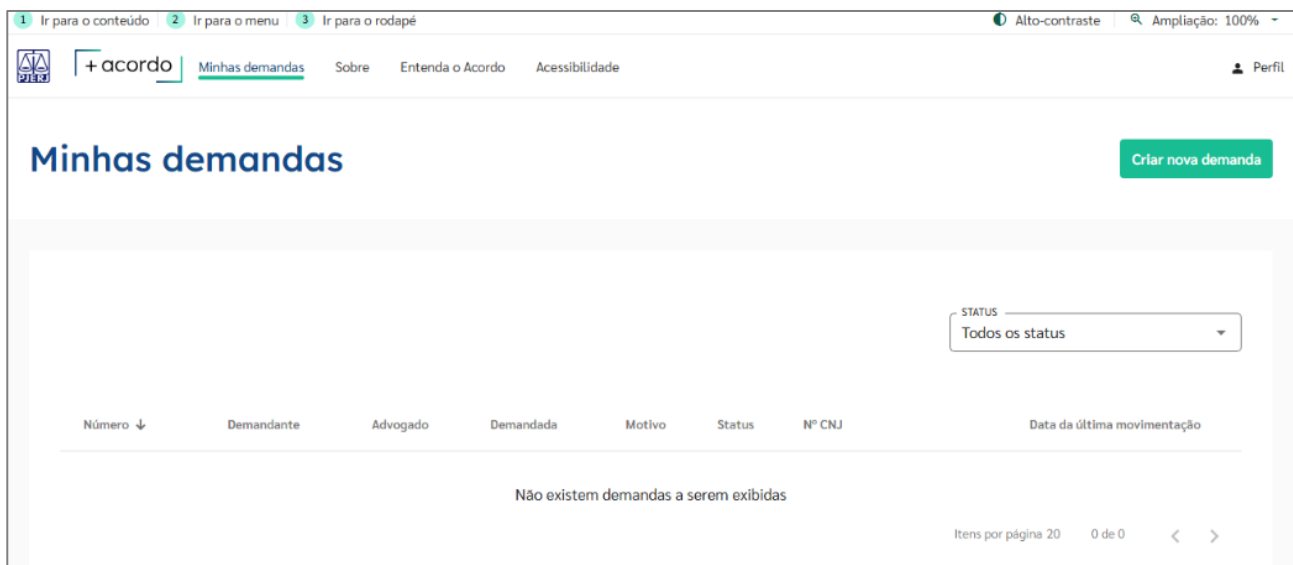 1 Ir para o conteúdo 2 Ir para o menu 3 Ir para o rodapé Alto-contraste Ampliação: 100%
PJERJ + acordo Minhas demandas Sobre Entenda o Acordo Acessibilidade Perfil
Minhas demandas Criar nova demanda
STATUS
Todos os status
Número Demandante Advogado Demandada Motivo Status Nº CNJ Data da última movimentação
Não existem demandas a serem exibidas
Itens por página 20 0 de 0